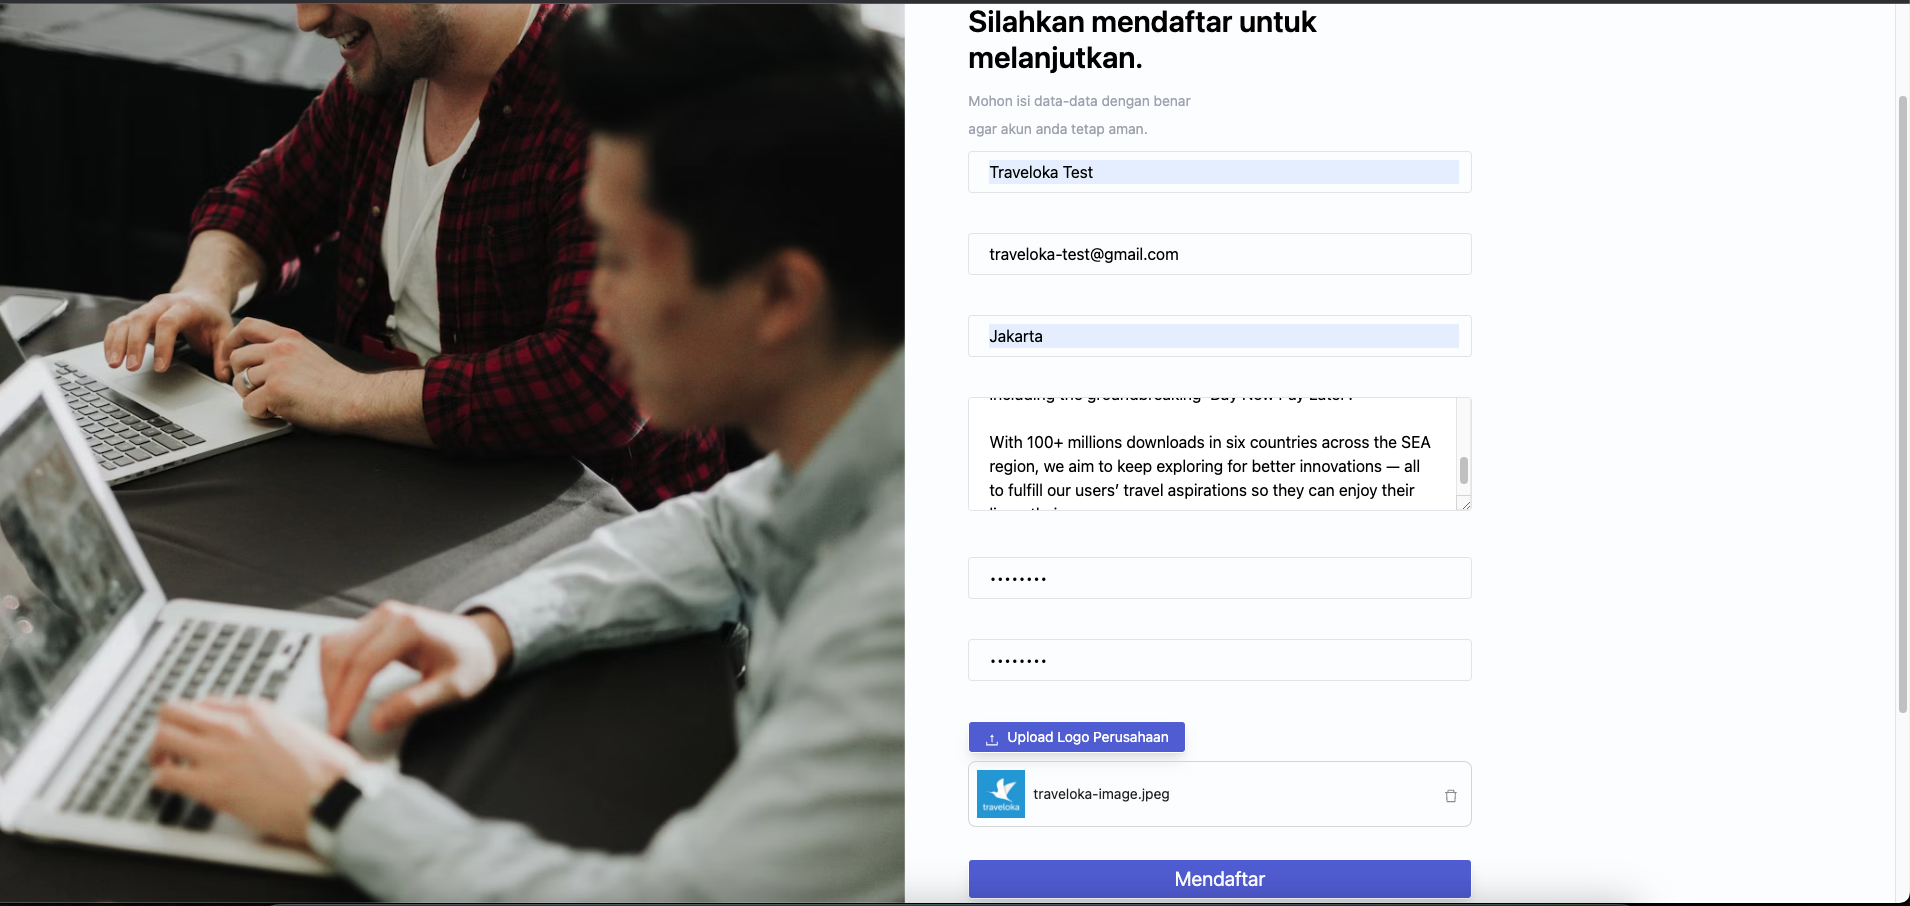 Silahkan mendaftar untuk
melanjutkan.
Mohon isi data-data dengan benar
agar akun anda tetap aman.
Traveloka Test
traveloka-test@gmail.com
Jakarta
including the groundbreaking
With 100+ millions downloads in six countries across the SEA
region, we aim to keep exploring for better innovations — all
to fulfill our users’ travel aspirations so they can enjoy their
••••••••
••••••••
Upload Logo Perusahaan
traveloka
traveloka-image.jpeg
Mendaftar